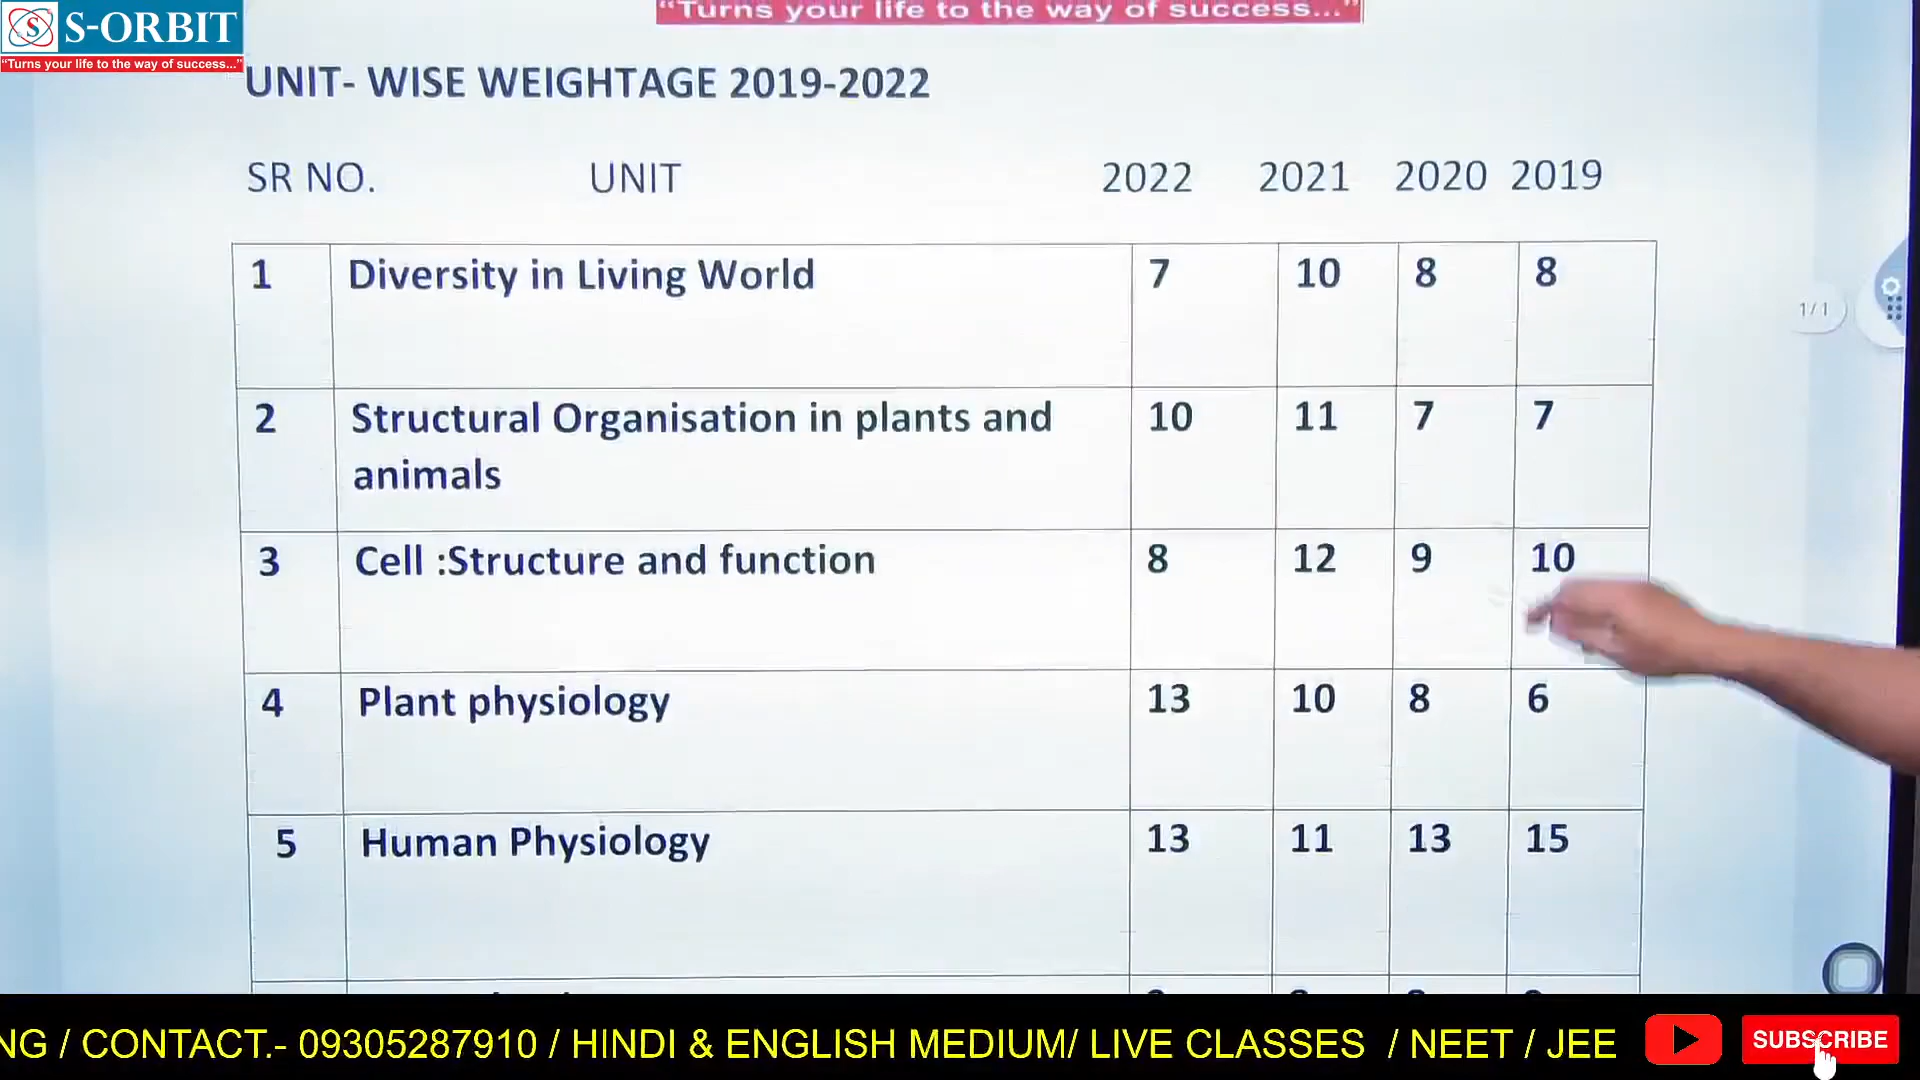 S-ORBIT
"Turns your life to the way of success..."
"Turns your life to the way of success..."
UNIT- WISE WEIGHTAGE 2019-2022
SR NO. UNIT 2022 2021 2020 2019
1 Diversity in Living World 7 10 8 8
2 Structural Organisation in plants and 10 11 7 7
animals
3 Cell :Structure and function 8 12 9 10
4 Plant physiology 13 10 8 6
5 Human Physiology 13 11 13 15
1/1
NG / CONTACT.- 09305287910 / HINDI & ENGLISH MEDIUM/ LIVE CLASSES / NEET / JEE
SUBSCRIBE